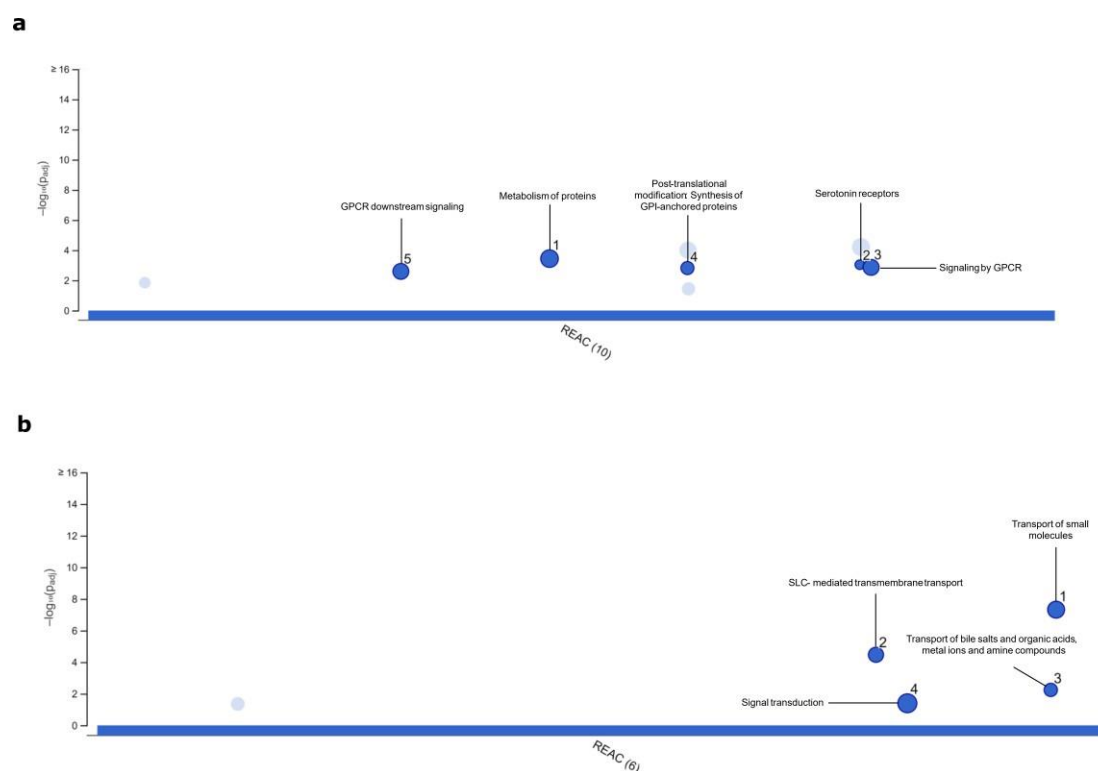 a
≥ 16
14
12
10
8
6
4
2
0
–log₁₀(p_adj)
GPCR downstream signaling
5
Metabolism of proteins
1
Post-translational
modification: Synthesis of
GPI-anchored proteins
4
Serotonin receptors
2 3
Signaling by GPCR
REAC (10)
b
≥ 16
14
12
10
8
6
4
2
0
–log₁₀(p_adj)
Transport of small
molecules
1
SLC- mediated transmembrane transport
2
Transport of bile salts and organic acids,
metal ions and amine compounds
3
Signal transduction
4
REAC (6)